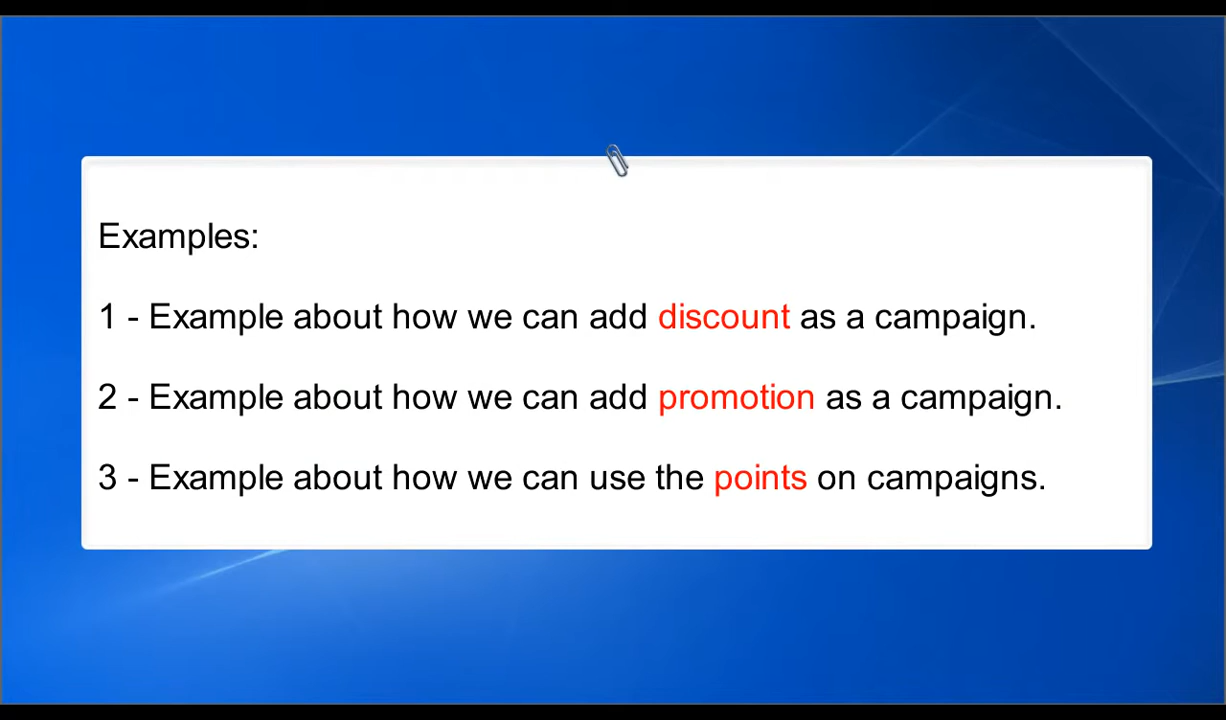 Examples:
1 - Example about how we can add discount as a campaign.
2 - Example about how we can add promotion as a campaign.
3 - Example about how we can use the points on campaigns.